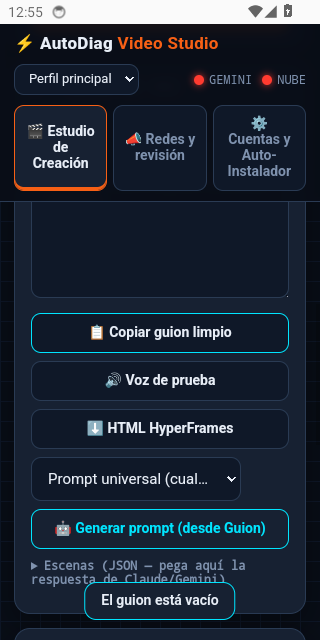 12:55
⚡ AutoDiag Video Studio
Perfil principal
GEMINI
NUBE
🎬 Estudio
de
Creación
📣 Redes y
revisión
⚙️
Cuentas y
Auto-
Instalador
📋 Copiar guion limpio
🔊 Voz de prueba
⬇️ HTML HyperFrames
Prompt universal (cual...
🤖 Generar prompt (desde Guion)
▶ Escenas (JSON — pega aquí la
respuesta de Claude/Gemini)
El guion está vacío